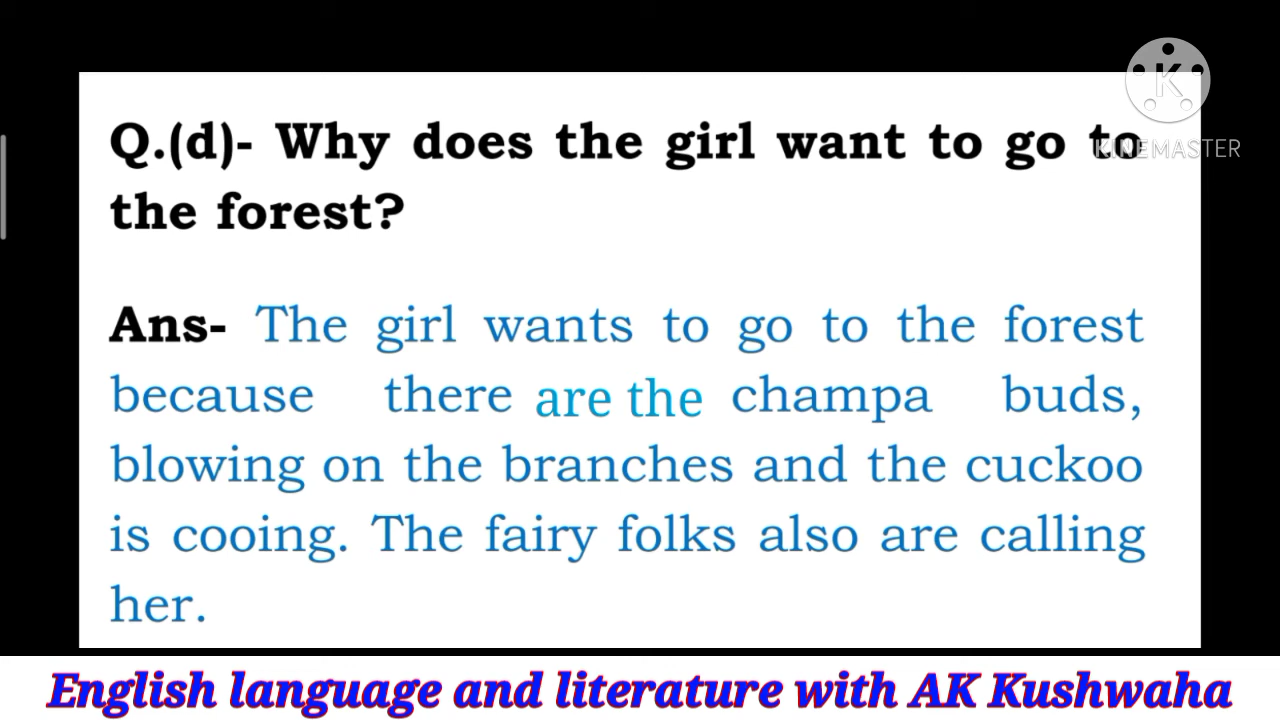 Q.(d)- Why does the girl want to go to
KINEMASTER
the forest?
Ans- The girl wants to go to the forest
because there are the champa buds,
blowing on the branches and the cuckoo
is cooing. The fairy folks also are calling
her.
English language and literature with AK Kushwaha